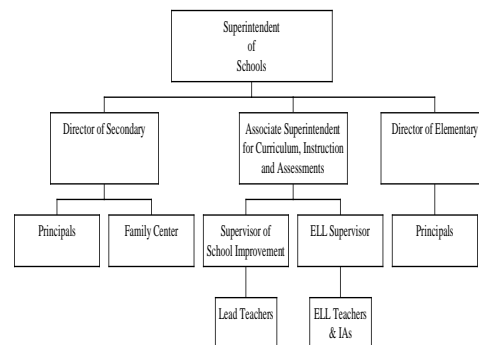 Superintendent
of
Schools
Director of Secondary
Associate Superintendent
for Curriculum, Instruction
and Assessments
Director of Elementary
Principals
Family Center
Supervisor of
School Improvement
ELL Supervisor
Principals
Lead Teachers
ELL Teachers
& IAs